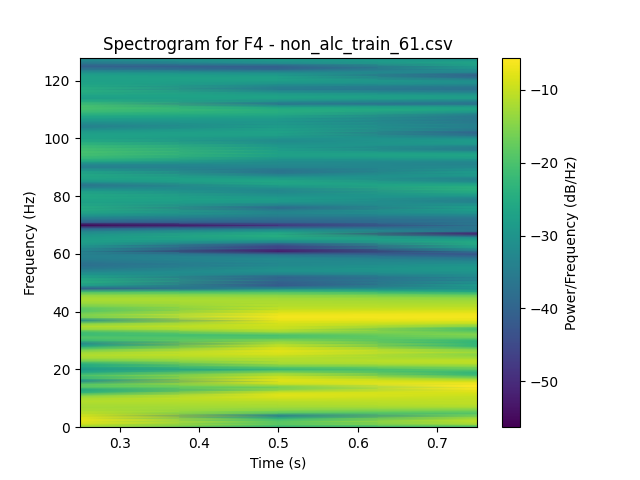 Spectrogram for F4 - non_alc_train_61.csv
120
100
80
60
40
20
0
Frequency (Hz)
0.3 0.4 0.5 0.6 0.7
Time (s)
−10
−20
−30
−40
−50
Power/Frequency (dB/Hz)